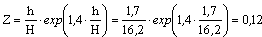 Z = h/H · exp(1,4 · h/H) = 1,7/16,2 · exp(1,4 · 1,7/16,2) = 0,12